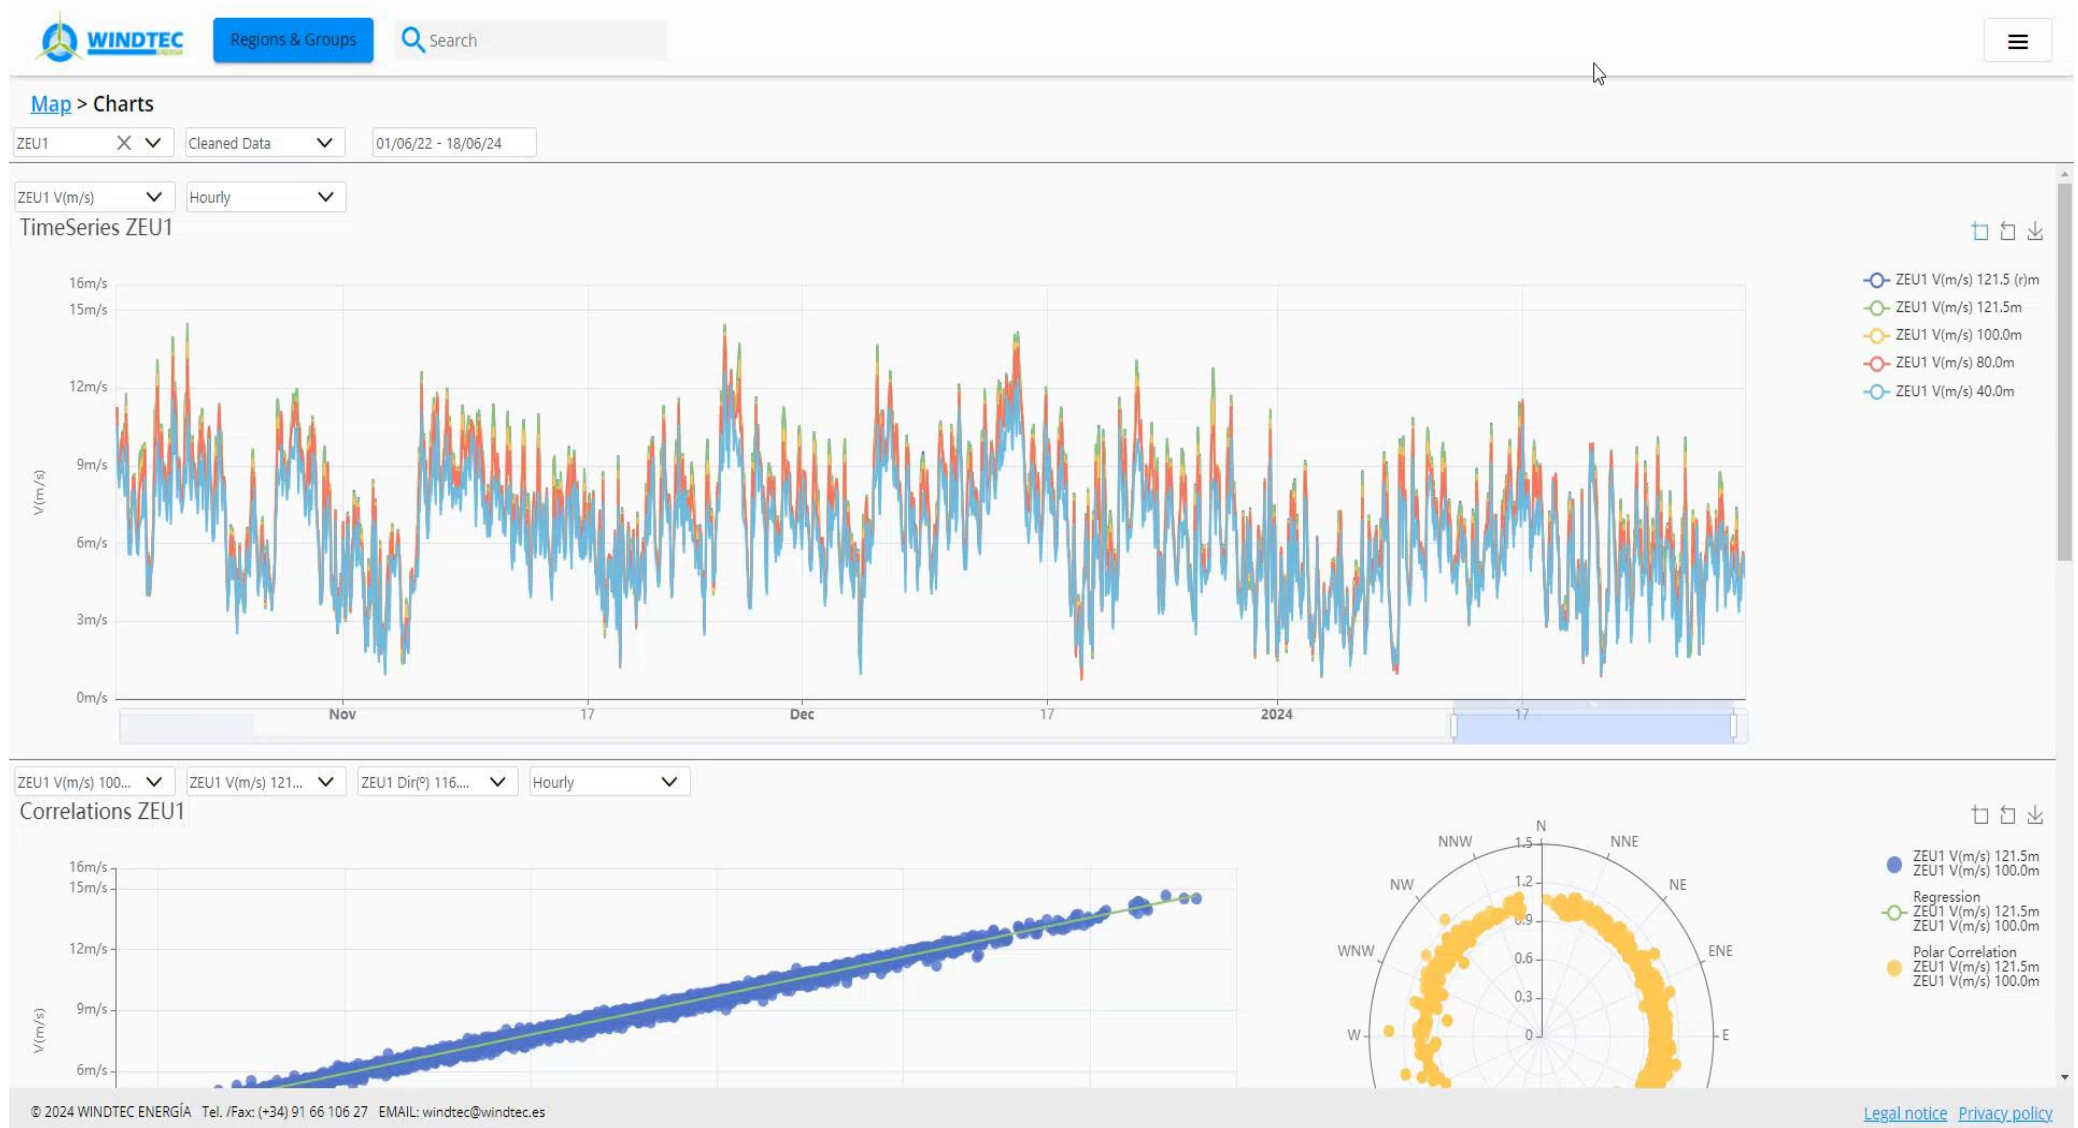 WINDTEC
ENERGÍA
Regions & Groups
Search
Map > Charts
ZEU1
Cleaned Data
01/06/22 - 18/06/24
ZEU1 V(m/s)
Hourly
TimeSeries ZEU1
16m/s
15m/s
12m/s
9m/s
6m/s
3m/s
0m/s
V(m/s)
Nov
17
Dec
17
2024
17
ZEU1 V(m/s) 121.5 (r)m
ZEU1 V(m/s) 121.5m
ZEU1 V(m/s) 100.0m
ZEU1 V(m/s) 80.0m
ZEU1 V(m/s) 40.0m
ZEU1 V(m/s) 100...
ZEU1 V(m/s) 121...
ZEU1 Dir(º) 116....
Hourly
Correlations ZEU1
16m/s
15m/s
12m/s
9m/s
6m/s
V(m/s)
N
NNE
NE
ENE
E
NNW
NW
WNW
W
1.5
1.2
0.9
0.6
0.3
0
ZEU1 V(m/s) 121.5m
ZEU1 V(m/s) 100.0m
Regression
ZEU1 V(m/s) 121.5m
ZEU1 V(m/s) 100.0m
Polar Correlation
ZEU1 V(m/s) 121.5m
ZEU1 V(m/s) 100.0m
© 2024 WINDTEC ENERGÍA Tel. /Fax: (+34) 91 66 106 27 EMAIL: windtec@windtec.es
Legal notice Privacy policy